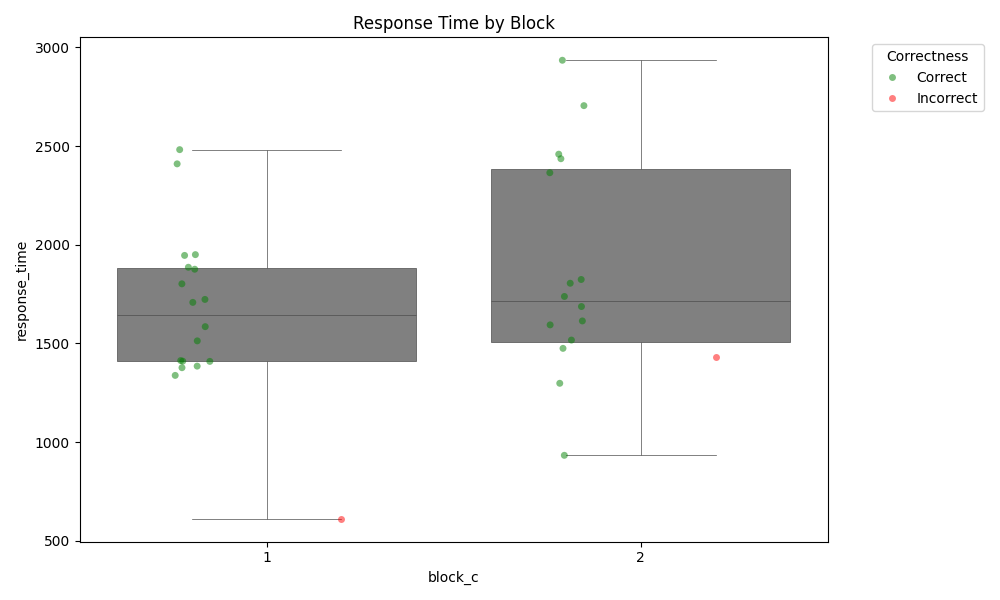 Response Time by Block
Correctness
Correct
Incorrect
3000
2500
2000
1500
1000
500
response_time
1
2
block_c